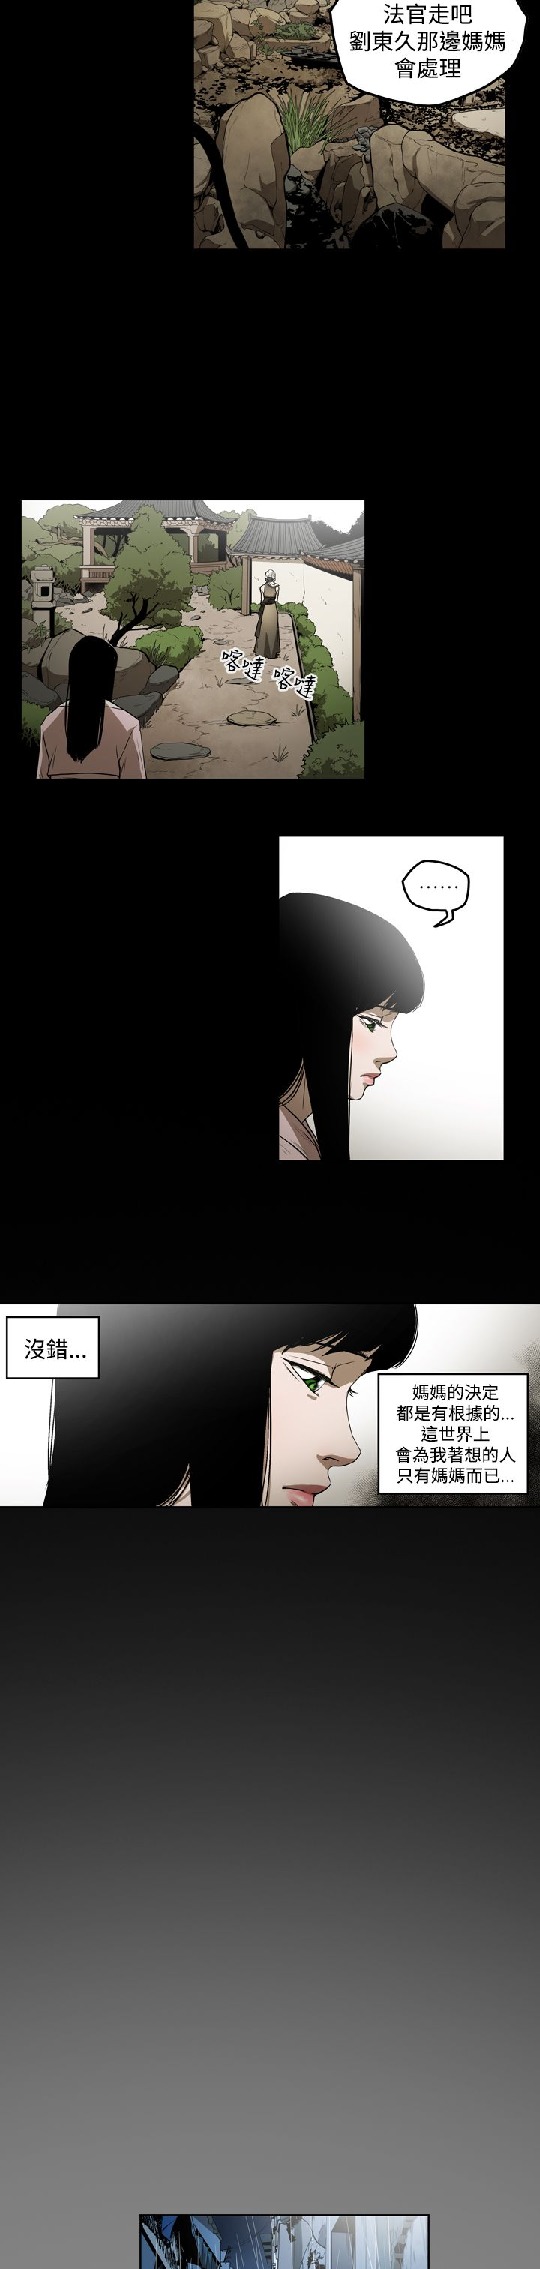 法官走吧
劉東久那邊媽媽
會處理
喀噠 喀噠
……
沒錯…
媽媽的決定
都是有根據的…
這世界上
會為我著想的人
只有媽媽而已…